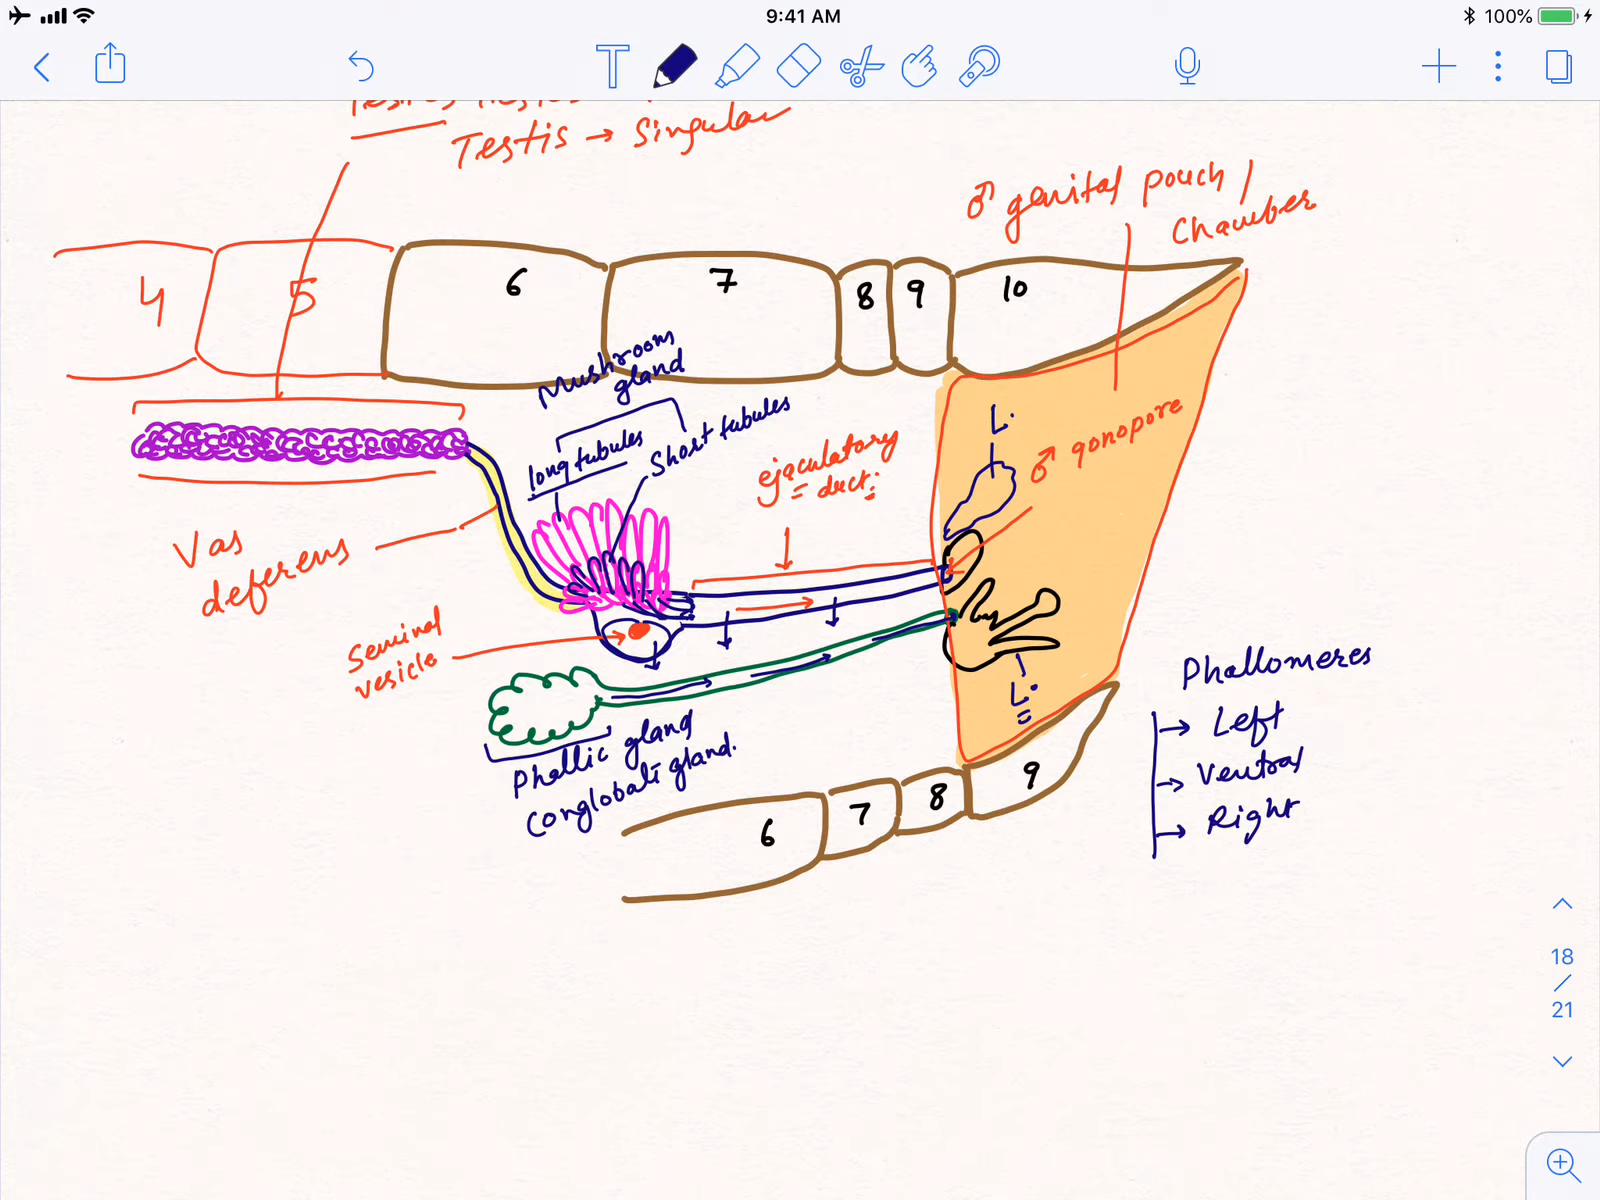 9:41 AM
100%
T
Testis → Singular
♂ genital pouch /
Chamber
4 5 6 7 8 9 10
Mushroom
gland
long tubules
Short tubules
ejaculatory
duct
L.
♂ gonopore
Vas
deferens
Seminal
vesicle
L.
Phallic gland
Conglobate gland.
Phallomeres
→ Left
→ Ventral
→ Right
6 7 8 9
18
/
21